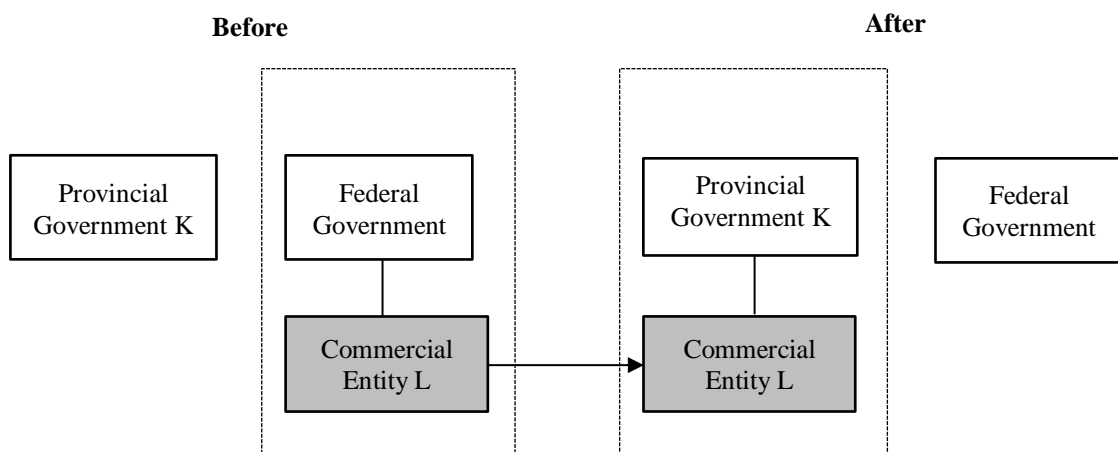 Before
After
Provincial
Government K
Federal
Government
Provincial
Government K
Federal
Government
Commercial
Entity L
Commercial
Entity L